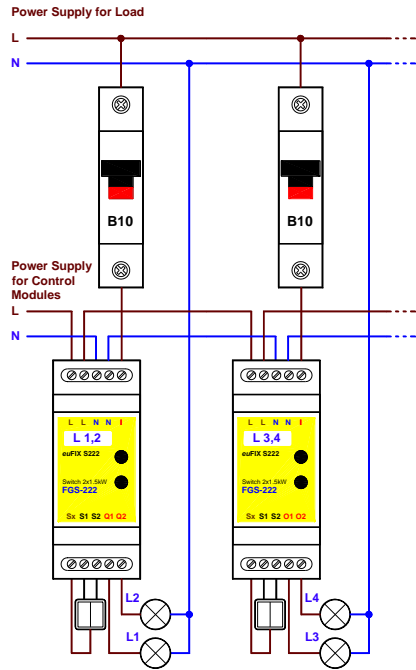 Power Supply for Load
L
N
B10 B10
Power Supply
for Control
Modules
L
N
L L N N I L L N N I
L 1,2 L 3,4
euFIX S222 euFIX S222
Switch 2x1.5kW Switch 2x1.5kW
FGS-222 FGS-222
Sx S1 S2 Q1 Q2 Sx S1 S2 O1 O2
L2 L4
L1 L3